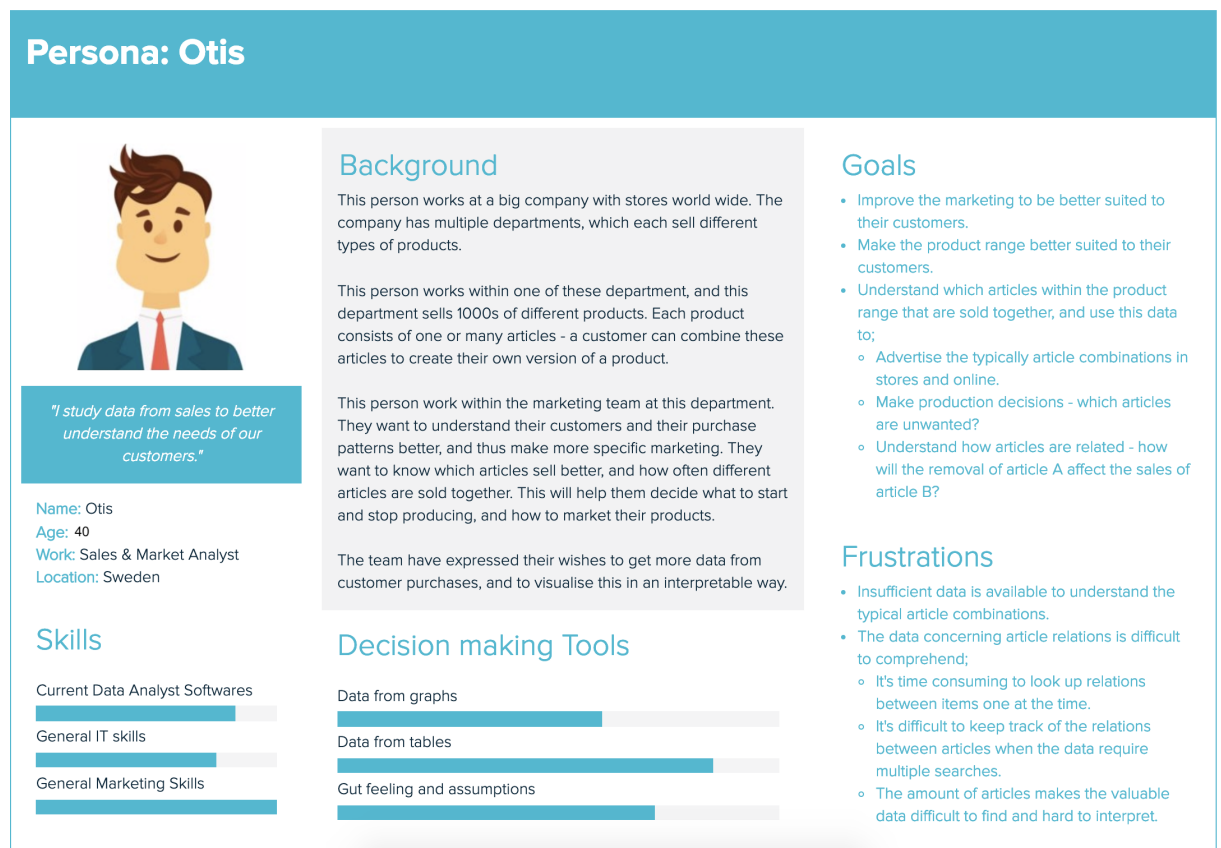 Persona: Otis
"I study data from sales to better
understand the needs of our
customers."
Name: Otis
Age: 40
Work: Sales & Market Analyst
Location: Sweden
Skills
Current Data Analyst Softwares
General IT skills
General Marketing Skills
Background
This person works at a big company with stores world wide. The
company has multiple departments, which each sell different
types of products.
This person works within one of these department, and this
department sells 1000s of different products. Each product
consists of one or many articles - a customer can combine these
articles to create their own version of a product.
This person work within the marketing team at this department.
They want to understand their customers and their purchase
patterns better, and thus make more specific marketing. They
want to know which articles sell better, and how often different
articles are sold together. This will help them decide what to start
and stop producing, and how to market their products.
The team have expressed their wishes to get more data from
customer purchases, and to visualise this in an interpretable way.
Decision making Tools
Data from graphs
Data from tables
Gut feeling and assumptions
Goals
• Improve the marketing to be better suited to
their customers.
• Make the product range better suited to their
customers.
• Understand which articles within the product
range that are sold together, and use this data
to;
◦ Advertise the typically article combinations in
stores and online.
◦ Make production decisions - which articles
are unwanted?
◦ Understand how articles are related - how
will the removal of article A affect the sales of
article B?
Frustrations
• Insufficient data is available to understand the
typical article combinations.
• The data concerning article relations is difficult
to comprehend;
◦ It's time consuming to look up relations
between items one at the time.
◦ It's difficult to keep track of the relations
between articles when the data require
multiple searches.
◦ The amount of articles makes the valuable
data difficult to find and hard to interpret.